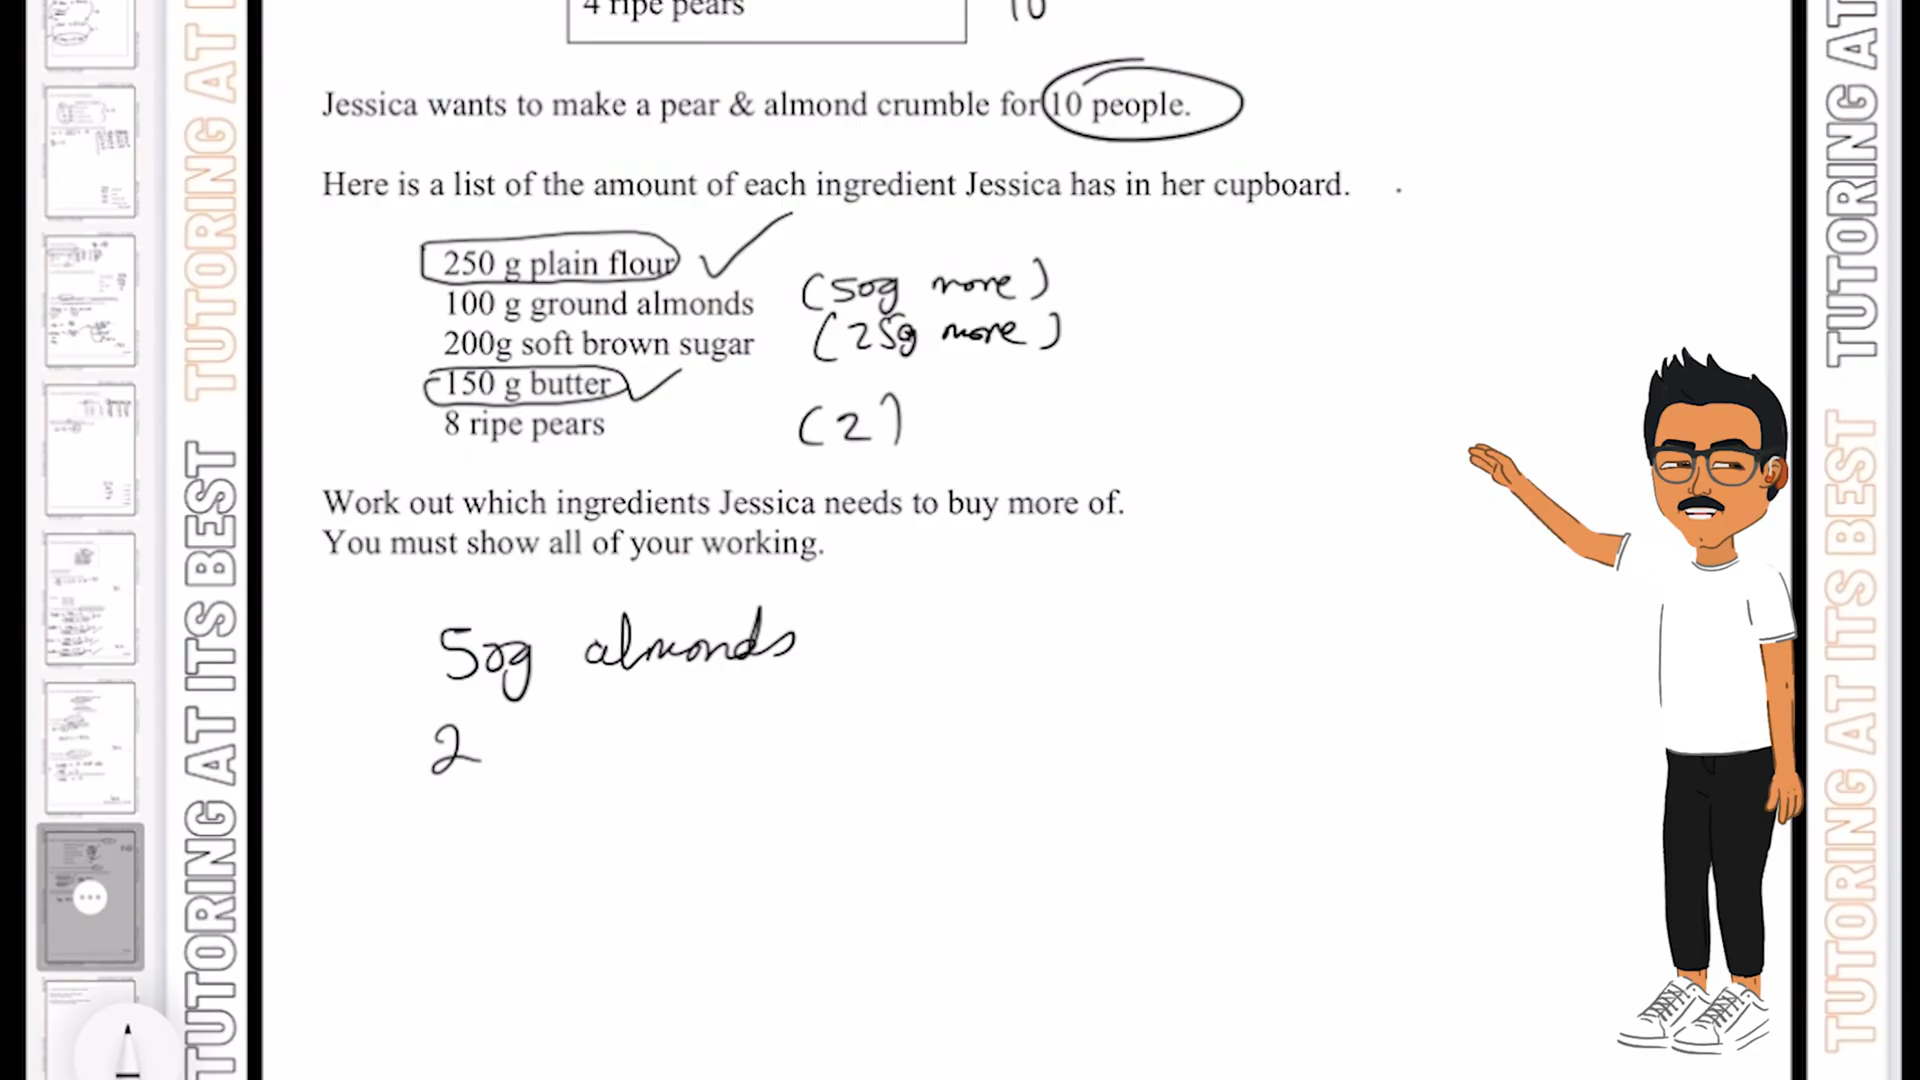 4 ripe pears 10
Jessica wants to make a pear & almond crumble for 10 people.
Here is a list of the amount of each ingredient Jessica has in her cupboard.
250 g plain flour
100 g ground almonds (50g more)
200g soft brown sugar (25g more)
150 g butter
8 ripe pears (2)
Work out which ingredients Jessica needs to buy more of.
You must show all of your working.
50g almonds
2
TUTORING AT ITS BEST
TUTORING AT
TUTORING AT
TUTORING AT ITS BEST